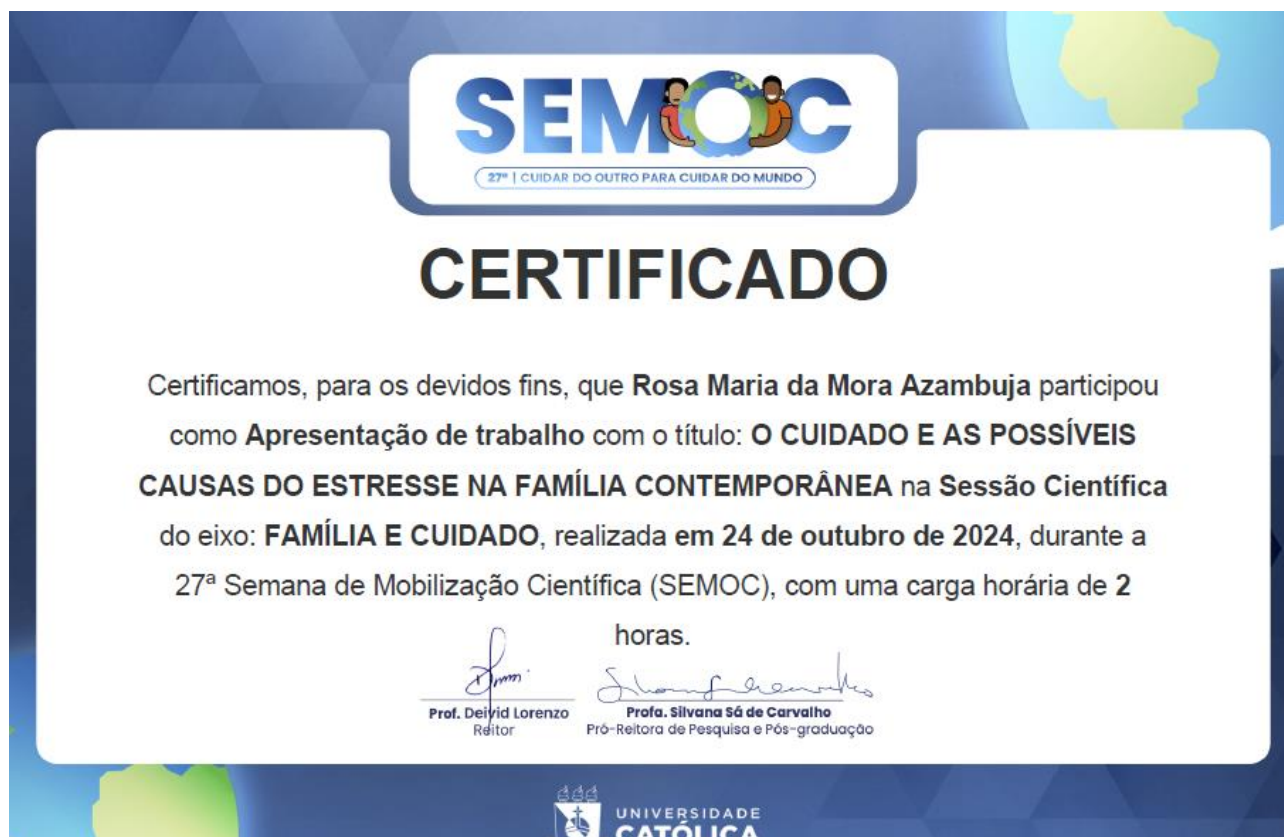 SEMOC
27ª | CUIDAR DO OUTRO PARA CUIDAR DO MUNDO
CERTIFICADO
Certificamos, para os devidos fins, que Rosa Maria da Mora Azambuja participou
como Apresentação de trabalho com o título: O CUIDADO E AS POSSÍVEIS
CAUSAS DO ESTRESSE NA FAMÍLIA CONTEMPORÂNEA na Sessão Científica
do eixo: FAMÍLIA E CUIDADO, realizada em 24 de outubro de 2024, durante a
27ª Semana de Mobilização Científica (SEMOC), com uma carga horária de 2
horas.
Prof. Deivid Lorenzo
Reitor
Profa. Silvana Sá de Carvalho
Pró-Reitora de Pesquisa e Pós-graduação
UNIVERSIDADE
CATÓLICA